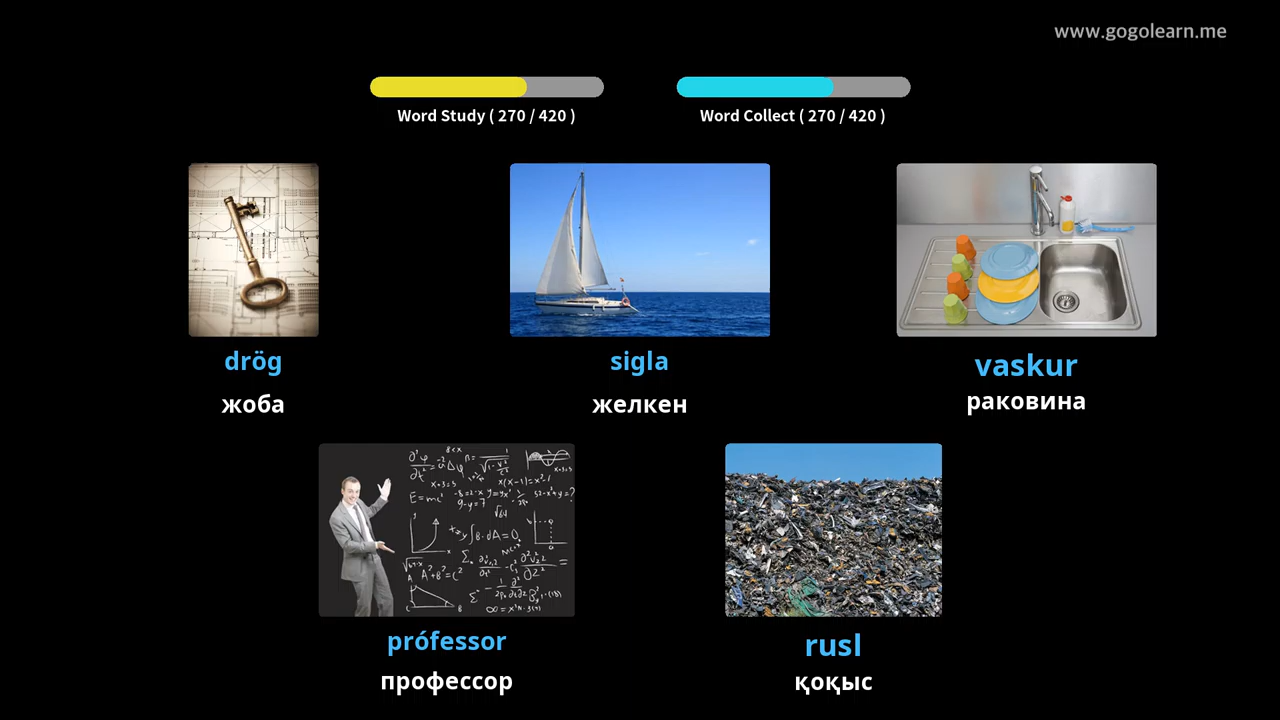 www.gogolearn.me
Word Study ( 270 / 420 )
Word Collect ( 270 / 420 )
drög
sigla
vaskur
жоба
желкен
раковина
prófessor
rusl
профессор
қоқыс